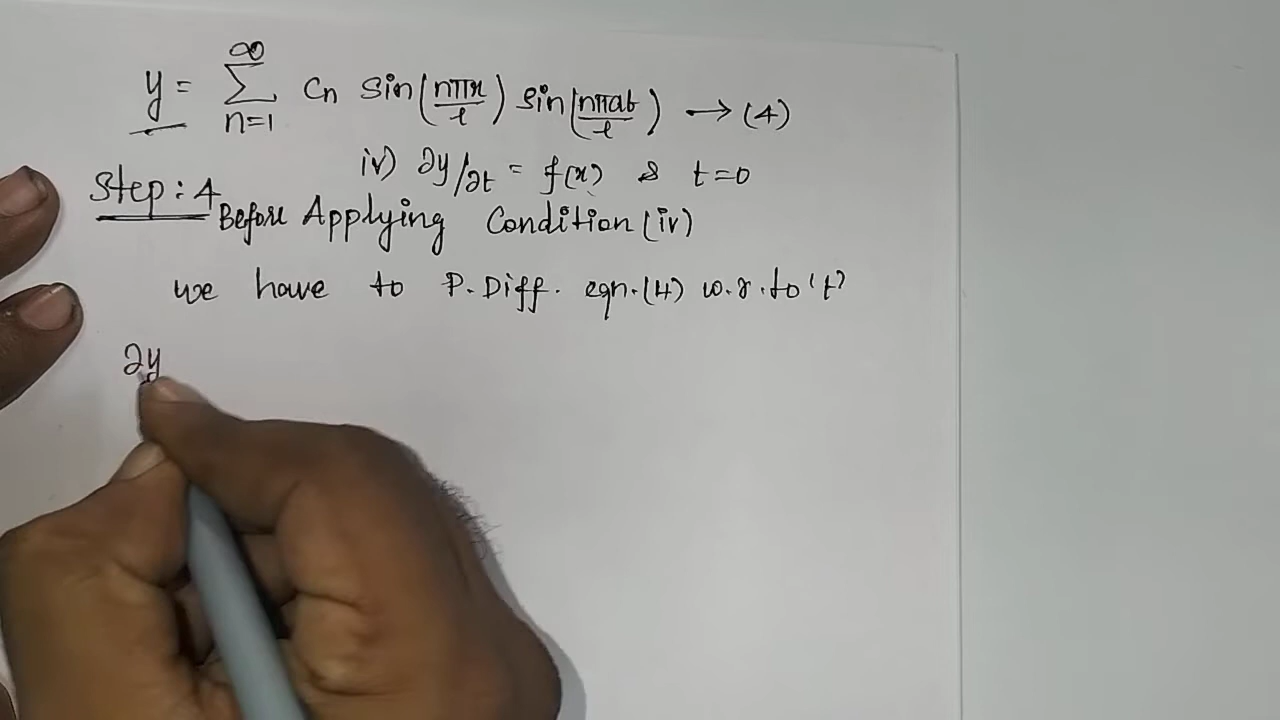 y = ∞ Σ n=1 Cn Sin(nπx/l) Sin(nπat/l) → (4)
iv) ∂y/∂t = f(x) & t=0
Step: 4
Before Applying Condition (iv)
we have to P. Diff. eqn. (4) w.r. to 't'
∂y